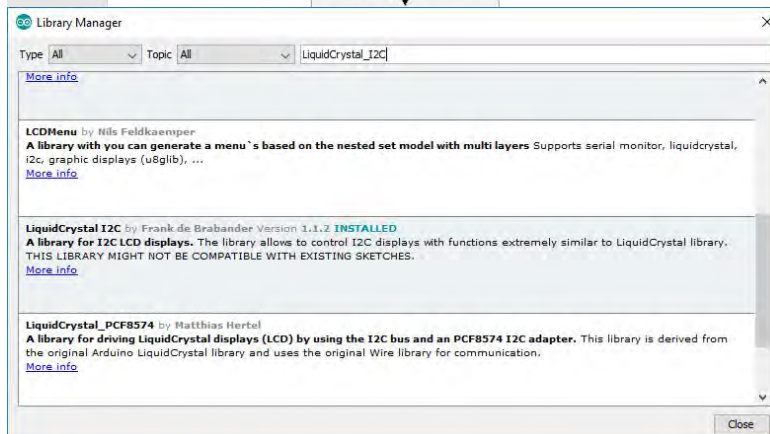 Library Manager
Type All Topic All LiquidCrystal_I2C
More info
LCDMenu by Nils Feldkaemper
A library with you can generate a menu`s based on the nested set model with multi layers Supports serial monitor, liquidcrystal,
i2c, graphic displays (u8glib), ...
More info
LiquidCrystal I2C by Frank de Brabander Version 1.1.2 INSTALLED
A library for I2C LCD displays. The library allows to control I2C displays with functions extremely similar to LiquidCrystal library.
THIS LIBRARY MIGHT NOT BE COMPATIBLE WITH EXISTING SKETCHES.
More info
LiquidCrystal_PCF8574 by Matthias Hertel
A library for driving LiquidCrystal displays (LCD) by using the I2C bus and an PCF8574 I2C adapter. This library is derived from
the original Arduino LiquidCrystal library and uses the original Wire library for communication.
More info
Close